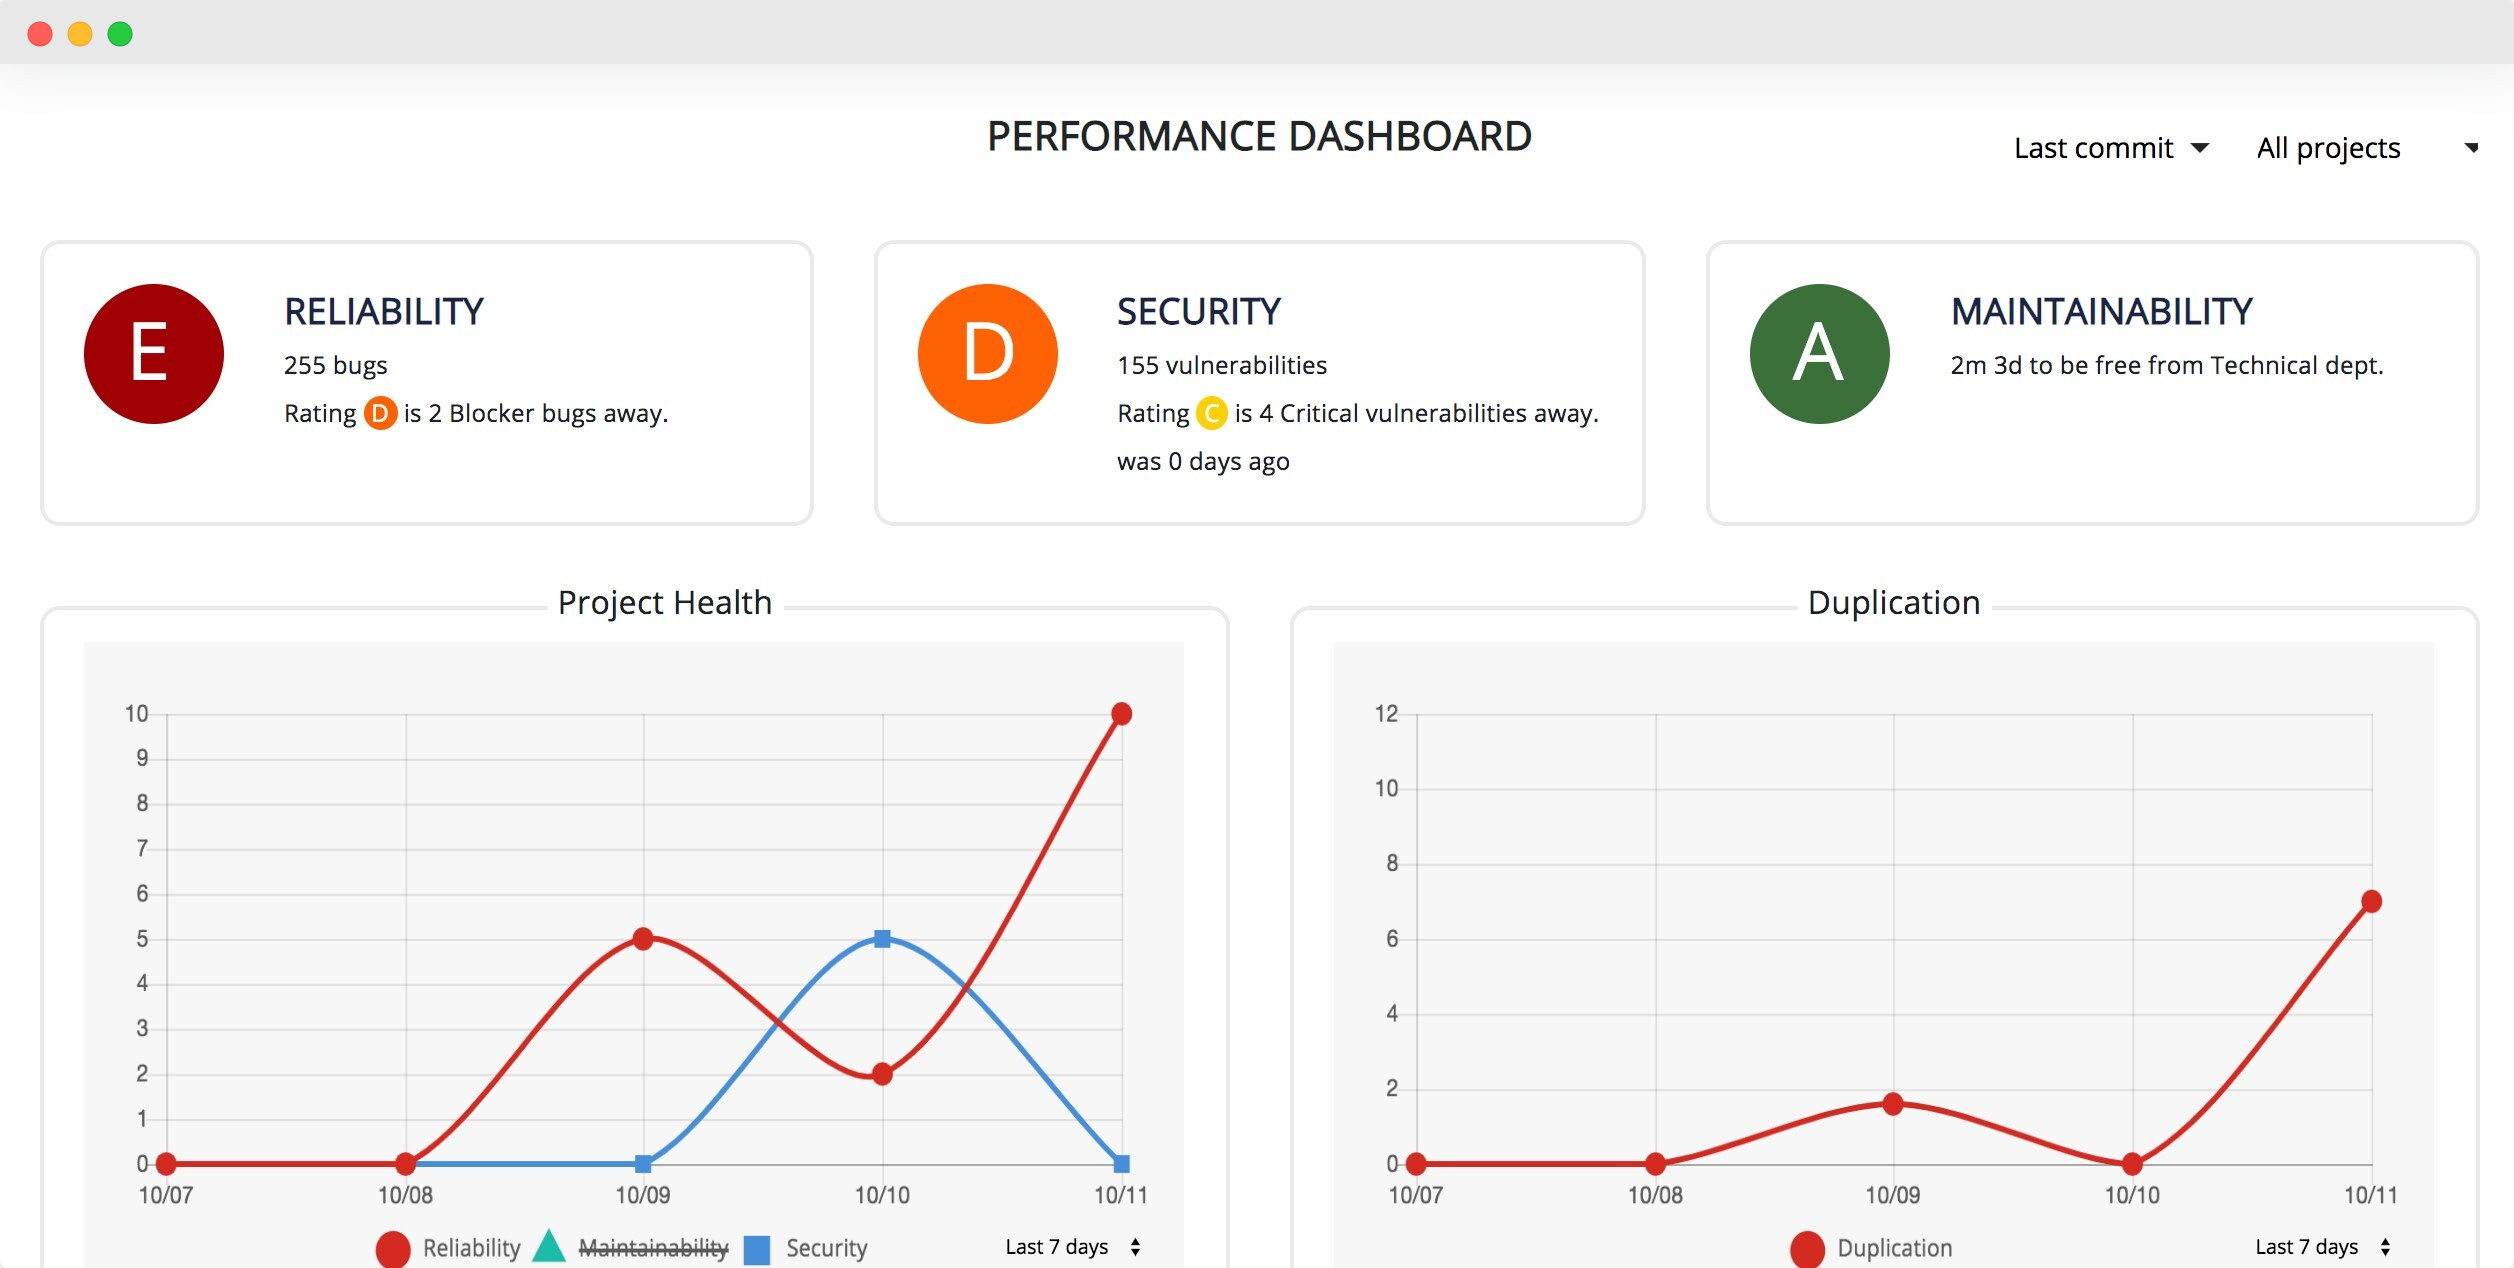 PERFORMANCE DASHBOARD
Last commit
All projects
E
RELIABILITY
255 bugs
Rating D is 2 Blocker bugs away.
D
SECURITY
155 vulnerabilities
Rating C is 4 Critical vulnerabilities away.
was 0 days ago
A
MAINTAINABILITY
2m 3d to be free from Technical dept.
Project Health
10
9
8
7
6
5
4
3
2
1
0
10/07 10/08 10/09 10/10 10/11
Reliability Maintainability Security
Last 7 days
Duplication
12
10
8
6
4
2
0
10/07 10/08 10/09 10/10 10/11
Duplication
Last 7 days